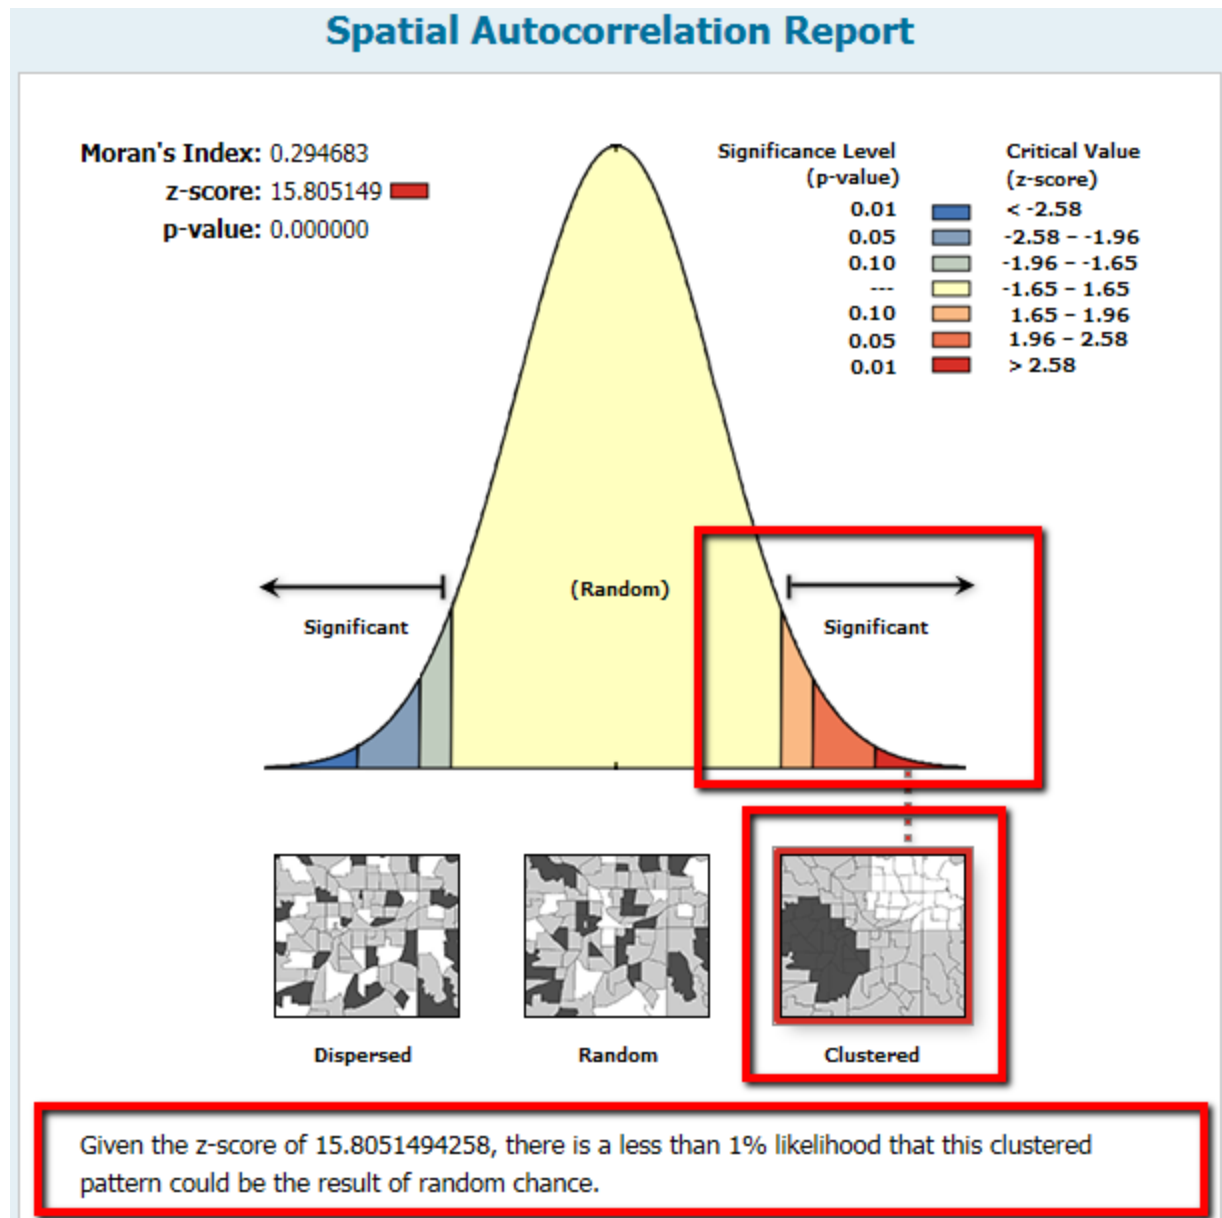 Spatial Autocorrelation Report
Moran's Index: 0.294683
z-score: 15.805149
p-value: 0.000000
Significance Level (p-value)
Critical Value (z-score)
0.01 < -2.58
0.05 -2.58 – -1.96
0.10 -1.96 – -1.65
--- -1.65 – 1.65
0.10 1.65 – 1.96
0.05 1.96 – 2.58
0.01 > 2.58
(Random)
Significant
Significant
Dispersed
Random
Clustered
Given the z-score of 15.8051494258, there is a less than 1% likelihood that this clustered
pattern could be the result of random chance.